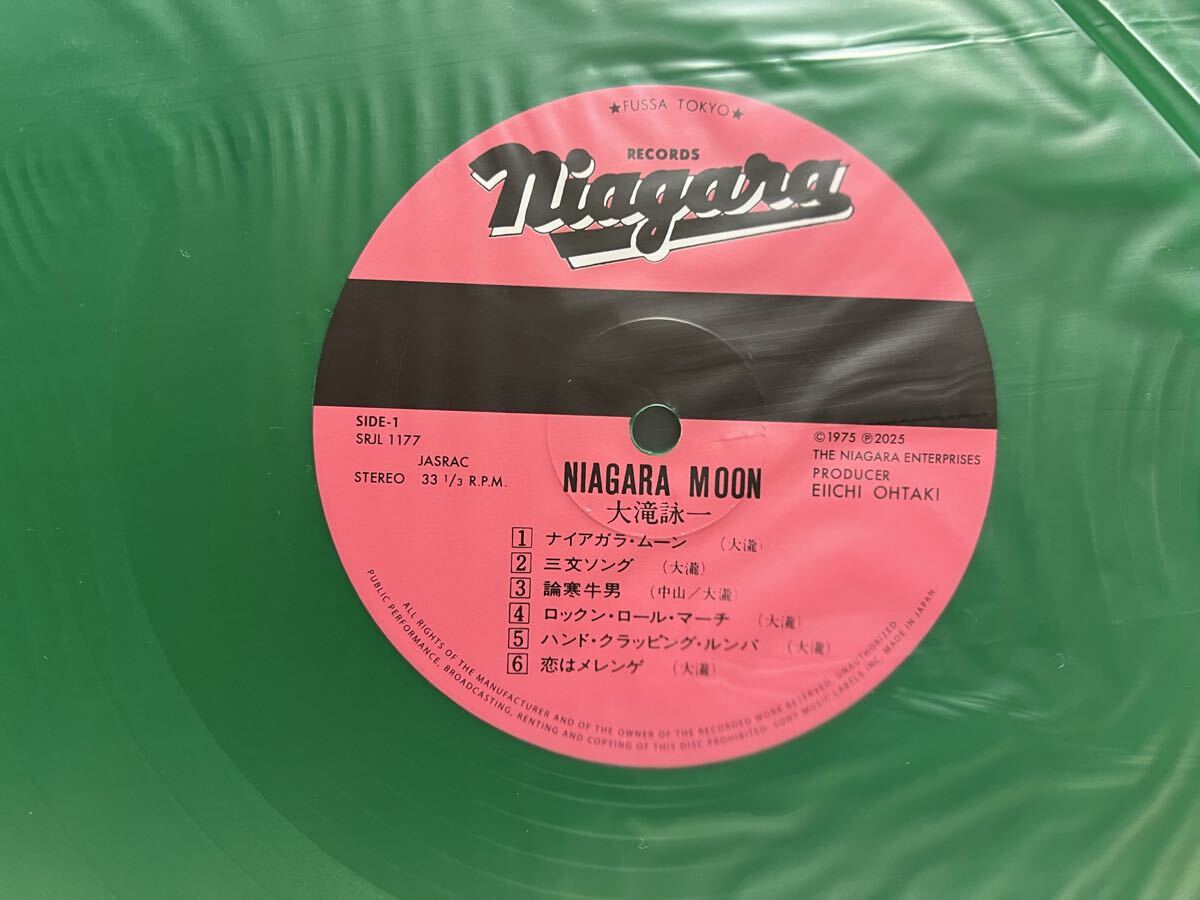 ★FUSSA TOKYO★
RECORDS
Niagara
SIDE-1
SRJL 1177
JASRAC
STEREO 33 1/3 R.P.M.
©1975 ℗2025
THE NIAGARA ENTERPRISES
PRODUCER
EIICHI OHTAKI
NIAGARA MOON
大滝詠一
1 ナイアガラ・ムーン (大瀧)
2 三文ソング (大瀧)
3 論寒牛男 (中山/大瀧)
4 ロックン・ロール・マーチ (大瀧)
5 ハンド・クラッピング・ルンバ (大瀧)
6 恋はメレンゲ (大瀧)
ALL RIGHTS OF THE MANUFACTURER AND OF THE OWNER OF THE RECORDED WORK RESERVED. UNAUTHORIZED
PUBLIC PERFORMANCE, BROADCASTING, RENTING AND COPYING OF THIS DISC PROHIBITED. SONY MUSIC LABELS INC. MADE IN JAPAN.